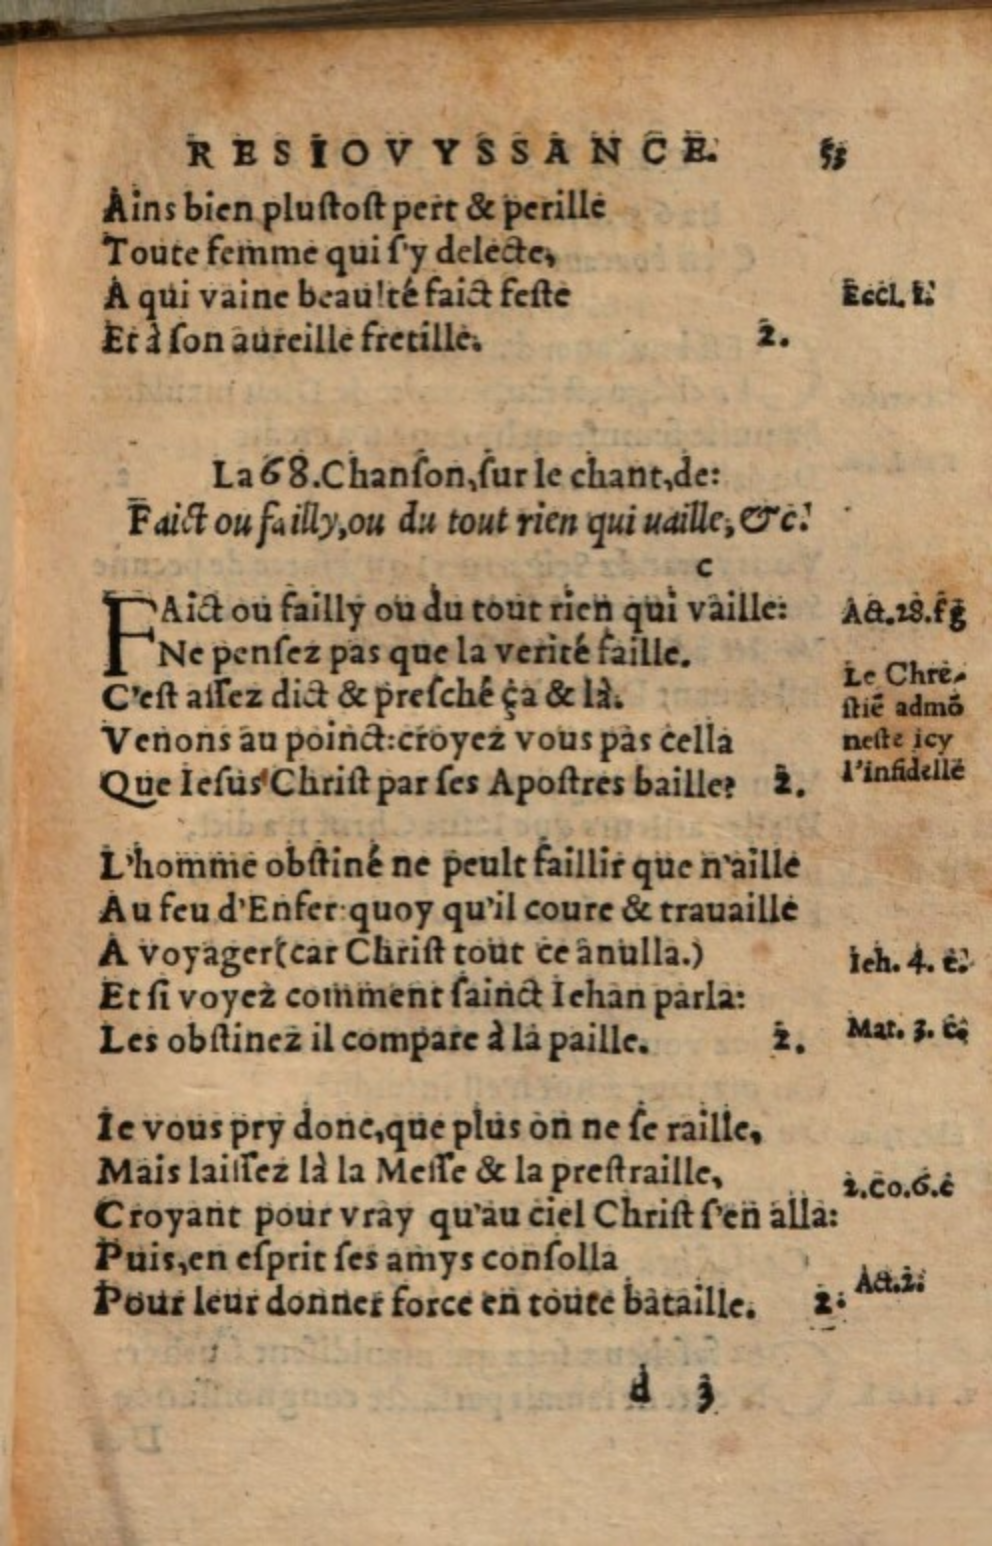 RESIOVYSSANCE. 53
Ains bien pluſtoſt pert & perille
Toute femme qui ſ'y delecte,
A qui vaine beaulté faict feſte Eccl. 1.
Et à ſon aureille fretille. 2.
La 68. Chanſon, ſur le chant, de:
Faict ou failly, ou du tout rien qui uaille, &c.
c
FAict ou failly ou du tout rien qui vaille: Act. 28. f g
Ne penſez pas que la verité faille.
C'eſt aſſez dict & preſché ça & là.
Venons au poinct: croyez vous pas cella
Que Ieſus Chriſt par ſes Apoſtres baille? 2.
Le Chre-
ſtiē admō
neſte icy
l'infidelle
L'homme obſtiné ne peult faillir que n'aille
Au feu d'Enfer: quoy qu'il coure & trauaille
A voyager (car Chriſt tout ce anulla.) Ieh. 4. c.
Et ſi voyez comment ſainct Iehan parla:
Les obſtinez il compare à la paille. 2. Mat. 3. c.
Ie vous pry donc, que plus on ne ſe raille,
Mais laiſſez là la Meſſe & la preſtraille, 2. Co. 6. c
Croyant pour vray qu'au ciel Chriſt ſ'en alla:
Puis, en eſprit ſes amys conſolla
Pour leur donner force en toute bataille. 2. Act. 2.
d 3